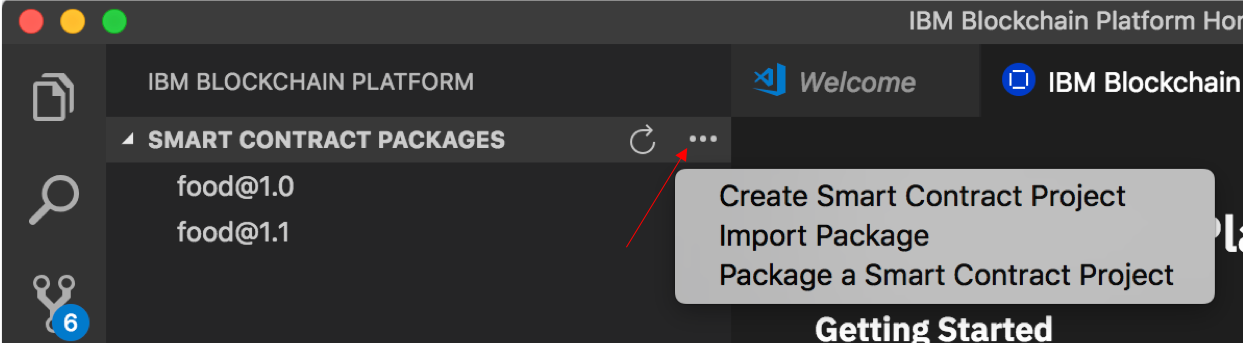 IBM Blockchain Platform Hor
IBM BLOCKCHAIN PLATFORM
Welcome
IBM Blockchain
SMART CONTRACT PACKAGES
food@1.0
food@1.1
Create Smart Contract Project
Import Package
Package a Smart Contract Project
Getting Started
6